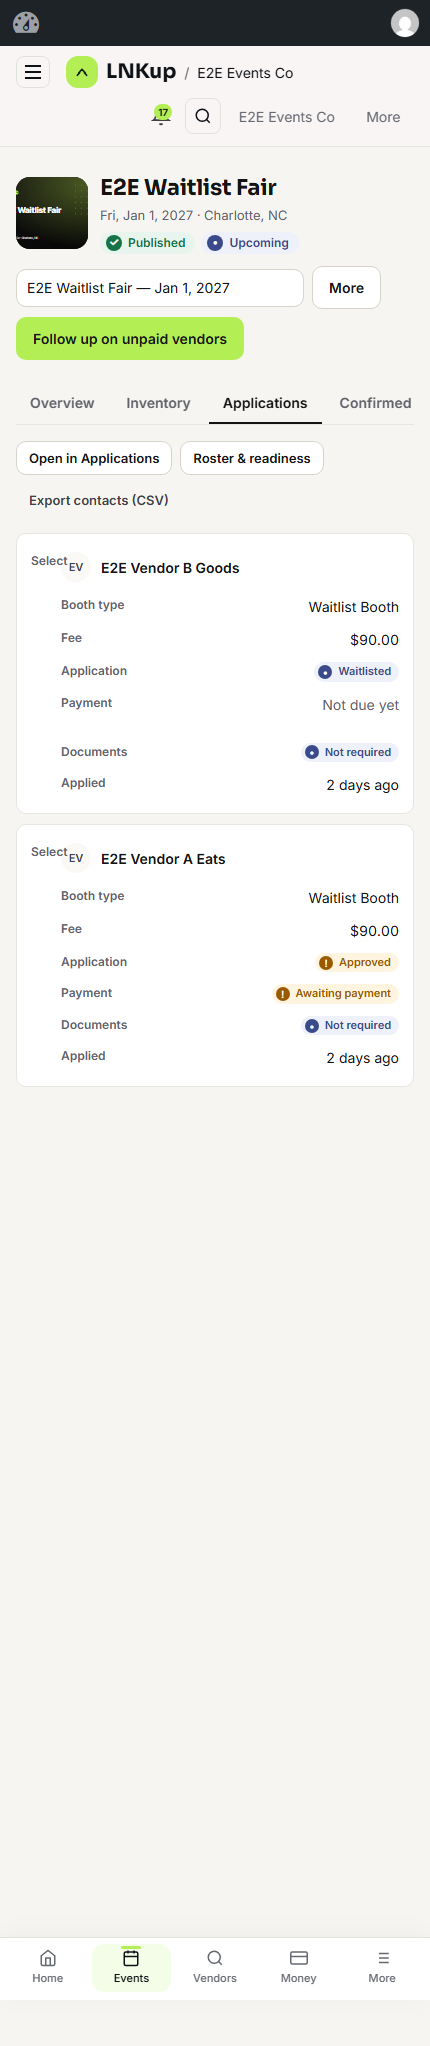 LNKup / E2E Events Co
17
E2E Events Co More
Waitlist Fair
E2E Waitlist Fair
Fri, Jan 1, 2027 · Charlotte, NC
Published Upcoming
E2E Waitlist Fair — Jan 1, 2027 More
Follow up on unpaid vendors
Overview Inventory Applications Confirmed
Open in Applications Roster & readiness
Export contacts (CSV)
Select EV E2E Vendor B Goods
Booth type Waitlist Booth
Fee $90.00
Application Waitlisted
Payment Not due yet
Documents Not required
Applied 2 days ago
Select EV E2E Vendor A Eats
Booth type Waitlist Booth
Fee $90.00
Application ! Approved
Payment ! Awaiting payment
Documents Not required
Applied 2 days ago
Home Events Vendors Money More